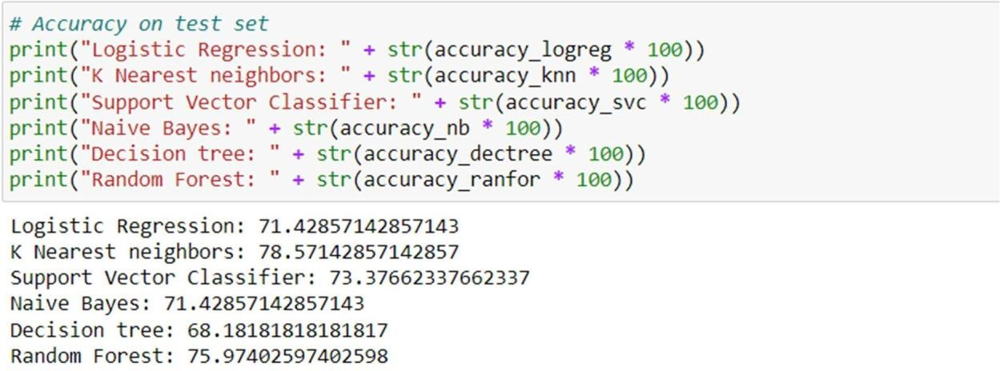 # Accuracy on test set
print("Logistic Regression: " + str(accuracy_logreg * 100))
print("K Nearest neighbors: " + str(accuracy_knn * 100))
print("Support Vector Classifier: " + str(accuracy_svc * 100))
print("Naive Bayes: " + str(accuracy_nb * 100))
print("Decision tree: " + str(accuracy_dectree * 100))
print("Random Forest: " + str(accuracy_ranfor * 100))
Logistic Regression: 71.42857142857143
K Nearest neighbors: 78.57142857142857
Support Vector Classifier: 73.37662337662337
Naive Bayes: 71.42857142857143
Decision tree: 68.18181818181817
Random Forest: 75.97402597402598